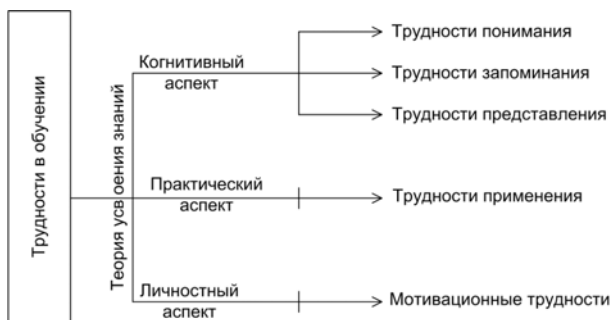 Трудности в обучении
Теория усвоения знаний
Когнитивный
аспект
Трудности понимания
Трудности запоминания
Трудности представления
Практический
аспект
Трудности применения
Личностный
аспект
Мотивационные трудности